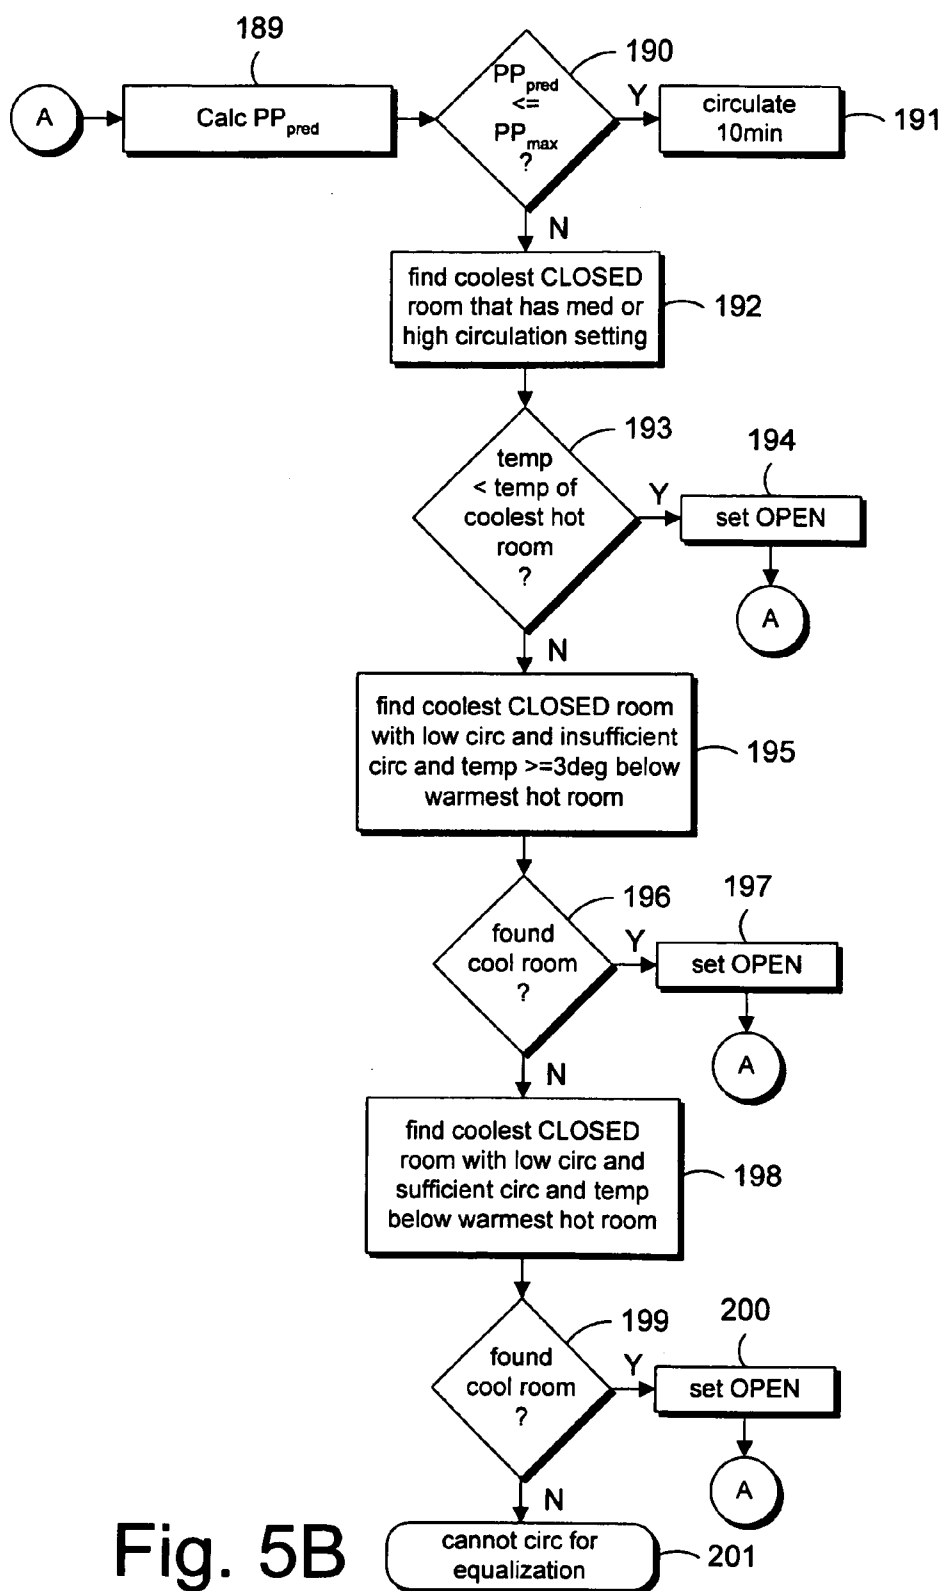 189
190
A
Calc PPpred
PPpred
<=
PPmax
?
Y
circulate
10min
191
N
find coolest CLOSED
room that has med or
high circulation setting
192
193
temp
< temp of
coolest hot
room
?
Y
194
set OPEN
A
N
find coolest CLOSED room
with low circ and insufficient
circ and temp >=3deg below
warmest hot room
195
196
found
cool room
?
Y
197
set OPEN
A
N
find coolest CLOSED
room with low circ and
sufficient circ and temp
below warmest hot room
198
199
found
cool room
?
Y
200
set OPEN
A
N
cannot circ for
equalization
201
Fig. 5B